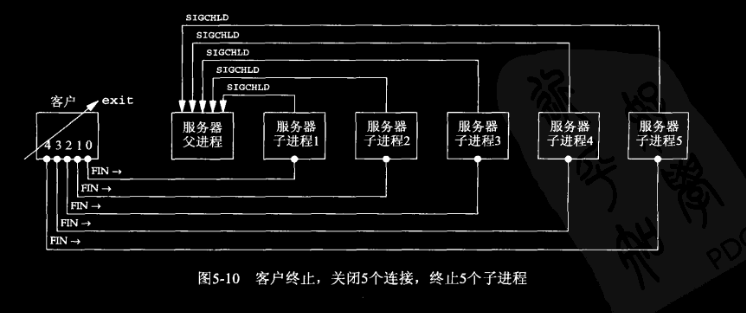 SIGCHLD
SIGCHLD
SIGCHLD
SIGCHLD
SIGCHLD
客户
exit
服务器
父进程
服务器
子进程1
服务器
子进程2
服务器
子进程3
服务器
子进程4
服务器
子进程5
4 3 2 1 0
FIN →
FIN →
FIN →
FIN →
FIN →
图5-10 客户终止，关闭5个连接，终止5个子进程
PDG